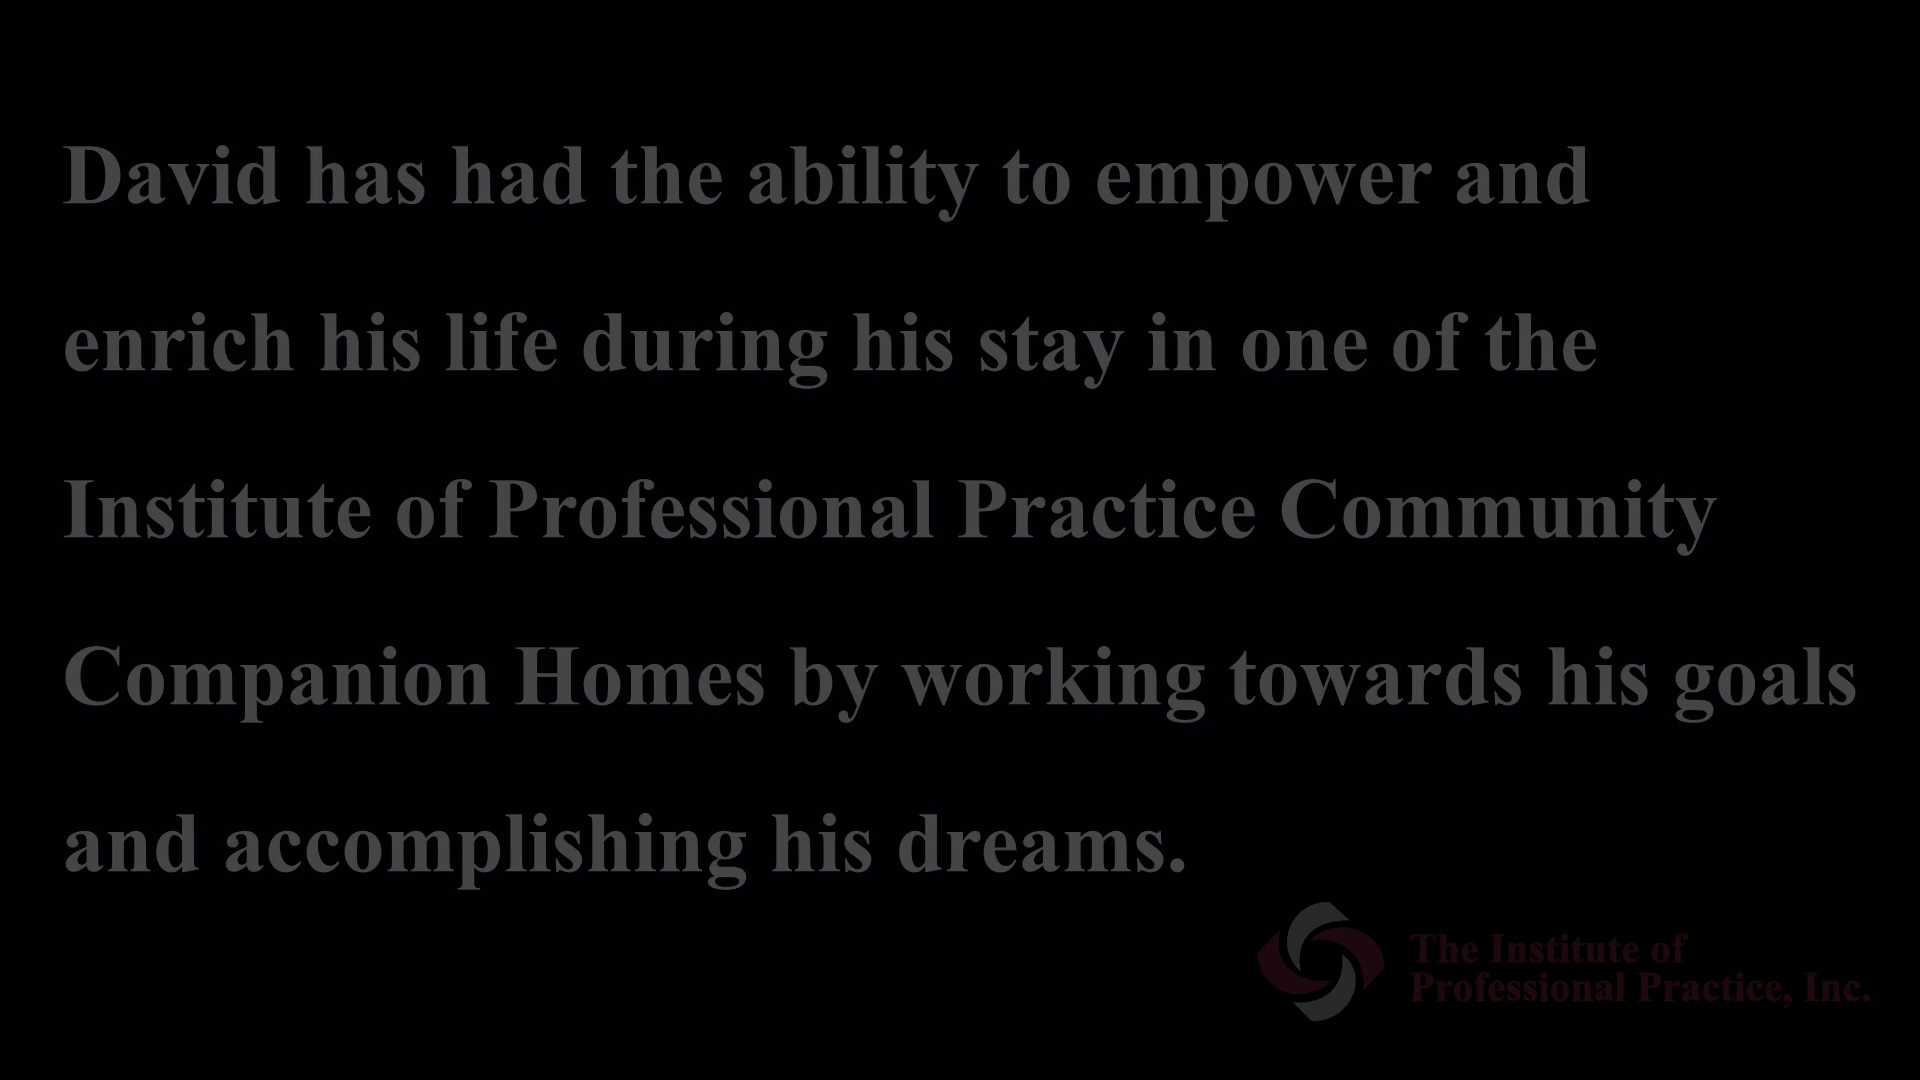 David has had the ability to empower and
enrich his life during his stay in one of the
Institute of Professional Practice Community
Companion Homes by working towards his goals
and accomplishing his dreams.
The Institute of
Professional Practice, Inc.